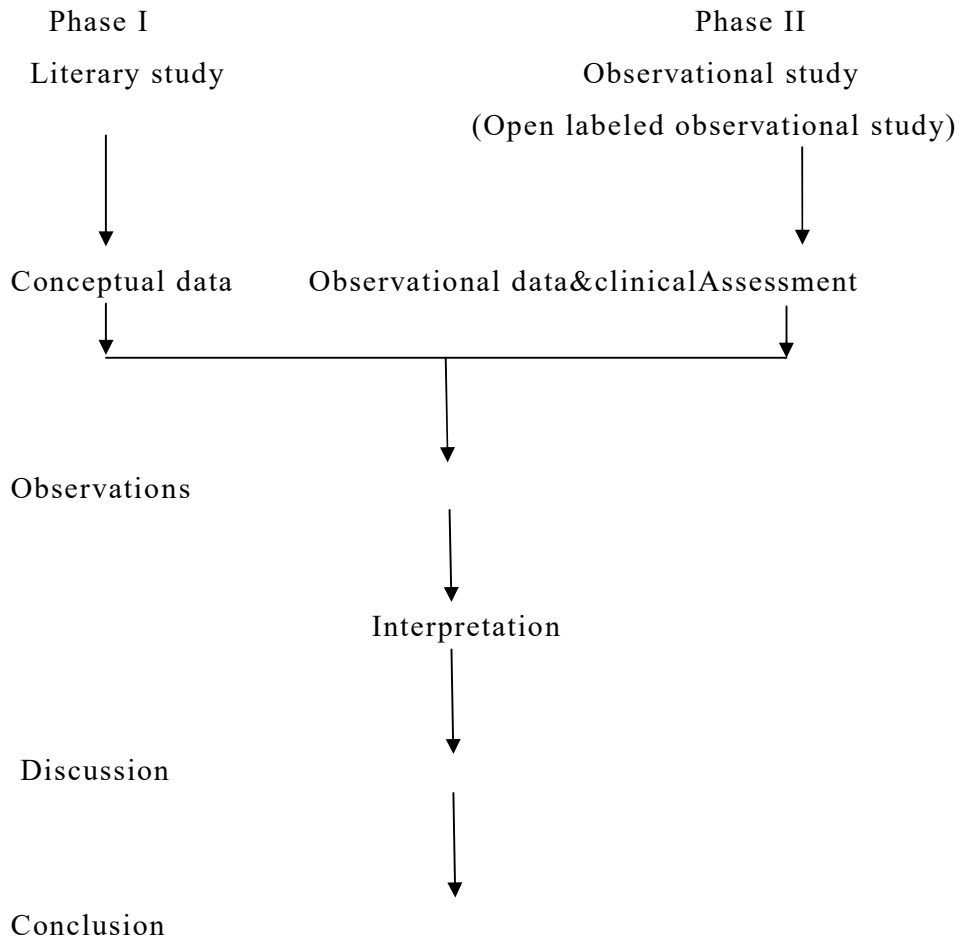 Phase I
Phase II
Literary study
Observational study
(Open labeled observational study)
Conceptual data
Observational data&clinicalAssessment
Observations
Interpretation
Discussion
Conclusion